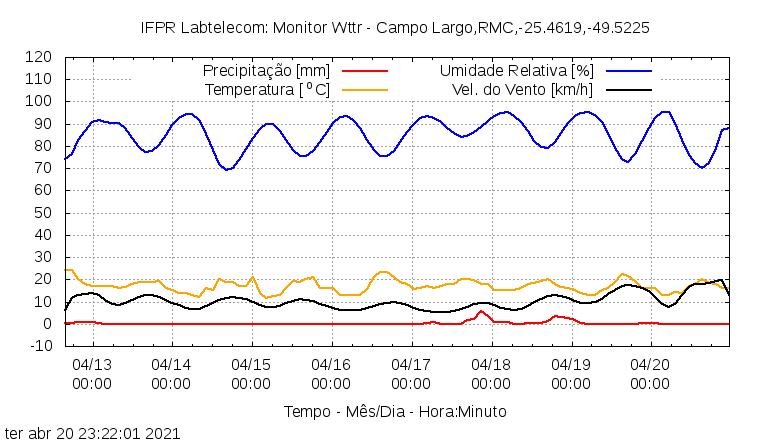 IFPR Labtelecom: Monitor Wttr - Campo Largo,RMC,-25.4619,-49.5225
Precipitação [mm]
Umidade Relativa [%]
Temperatura [⁰C]
Vel. do Vento [km/h]
120
110
100
90
80
70
60
50
40
30
20
10
0
-10
04/13 04/14 04/15 04/16 04/17 04/18 04/19 04/20
00:00 00:00 00:00 00:00 00:00 00:00 00:00 00:00
Tempo - Mês/Dia - Hora:Minuto
ter abr 20 23:22:01 2021